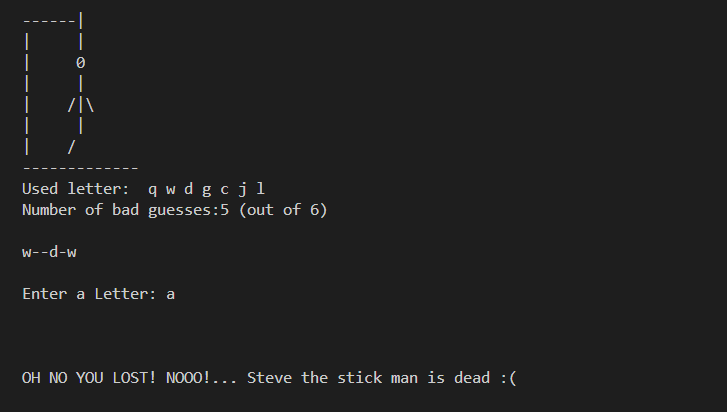 ------|
|     |
|     0
|     |
|    /|\
|     |
|    /
-------------
Used letter:  q w d g c j l
Number of bad guesses:5 (out of 6)
w--d-w
Enter a Letter: a
OH NO YOU LOST! NOOO!... Steve the stick man is dead :(